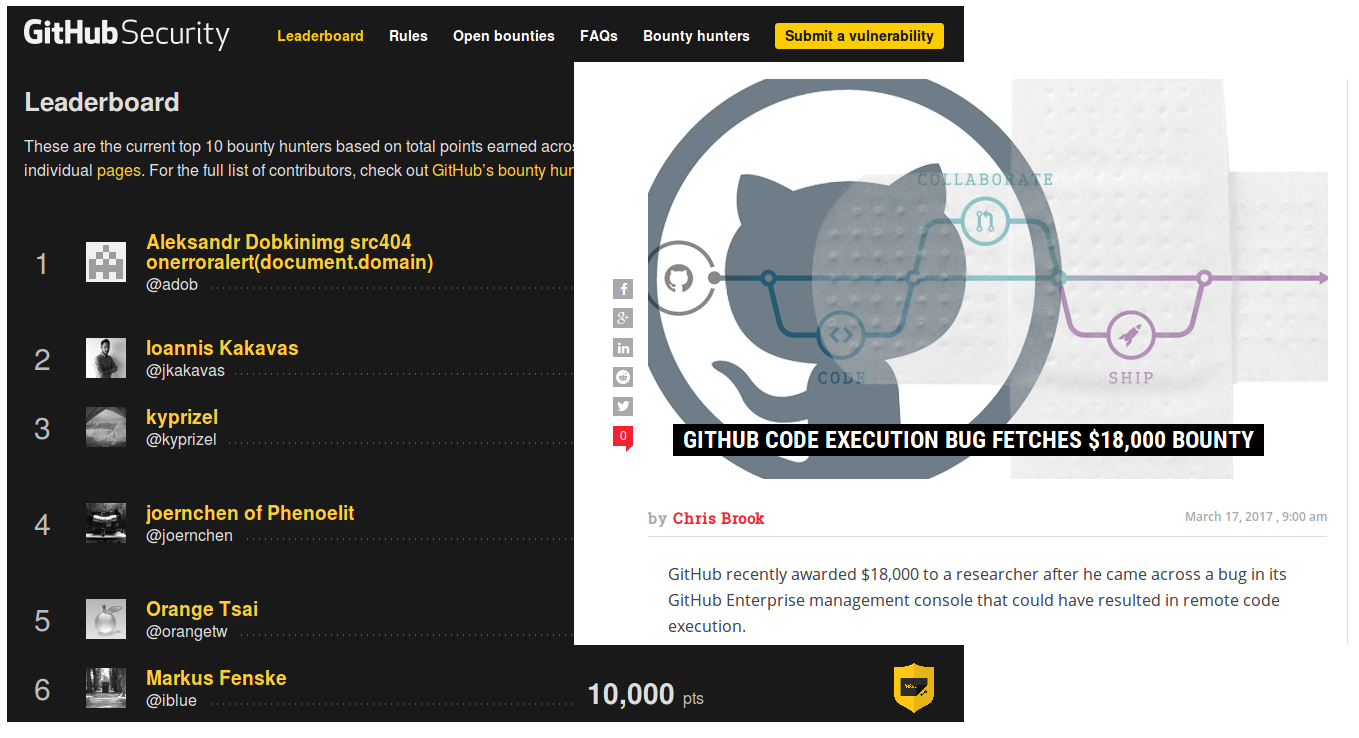 GitHub Security
Leaderboard Rules Open bounties FAQs Bounty hunters Submit a vulnerability
Leaderboard
These are the current top 10 bounty hunters based on total points earned acros
individual pages. For the full list of contributors, check out GitHub's bounty hun
1
Aleksandr Dobkinimg src404
onerroralert(document.domain)
@adob
2
Ioannis Kakavas
@jkakavas
3
kyprizel
@kyprizel
4
joernchen of Phenoelit
@joernchen
5
Orange Tsai
@orangetw
6
Markus Fenske
@iblue
10,000 pts
COLLABORATE
CODE
SHIP
0
GITHUB CODE EXECUTION BUG FETCHES $18,000 BOUNTY
by Chris Brook
March 17, 2017 , 9:00 am
GitHub recently awarded $18,000 to a researcher after he came across a bug in its
GitHub Enterprise management console that could have resulted in remote code
execution.